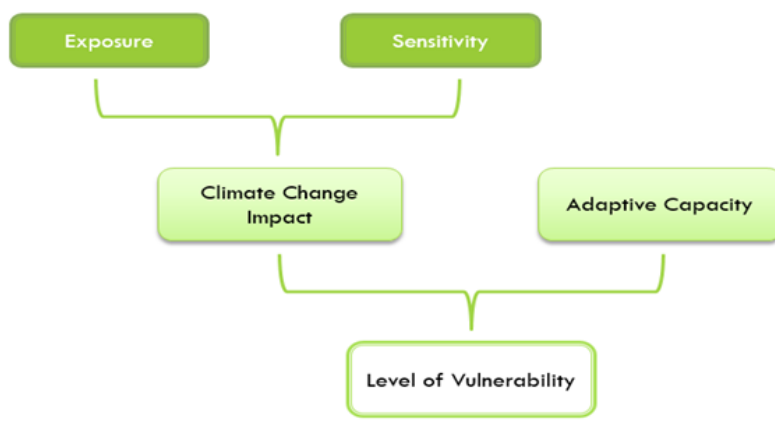 Exposure
Sensitivity
Climate Change
Impact
Adaptive Capacity
Level of Vulnerability